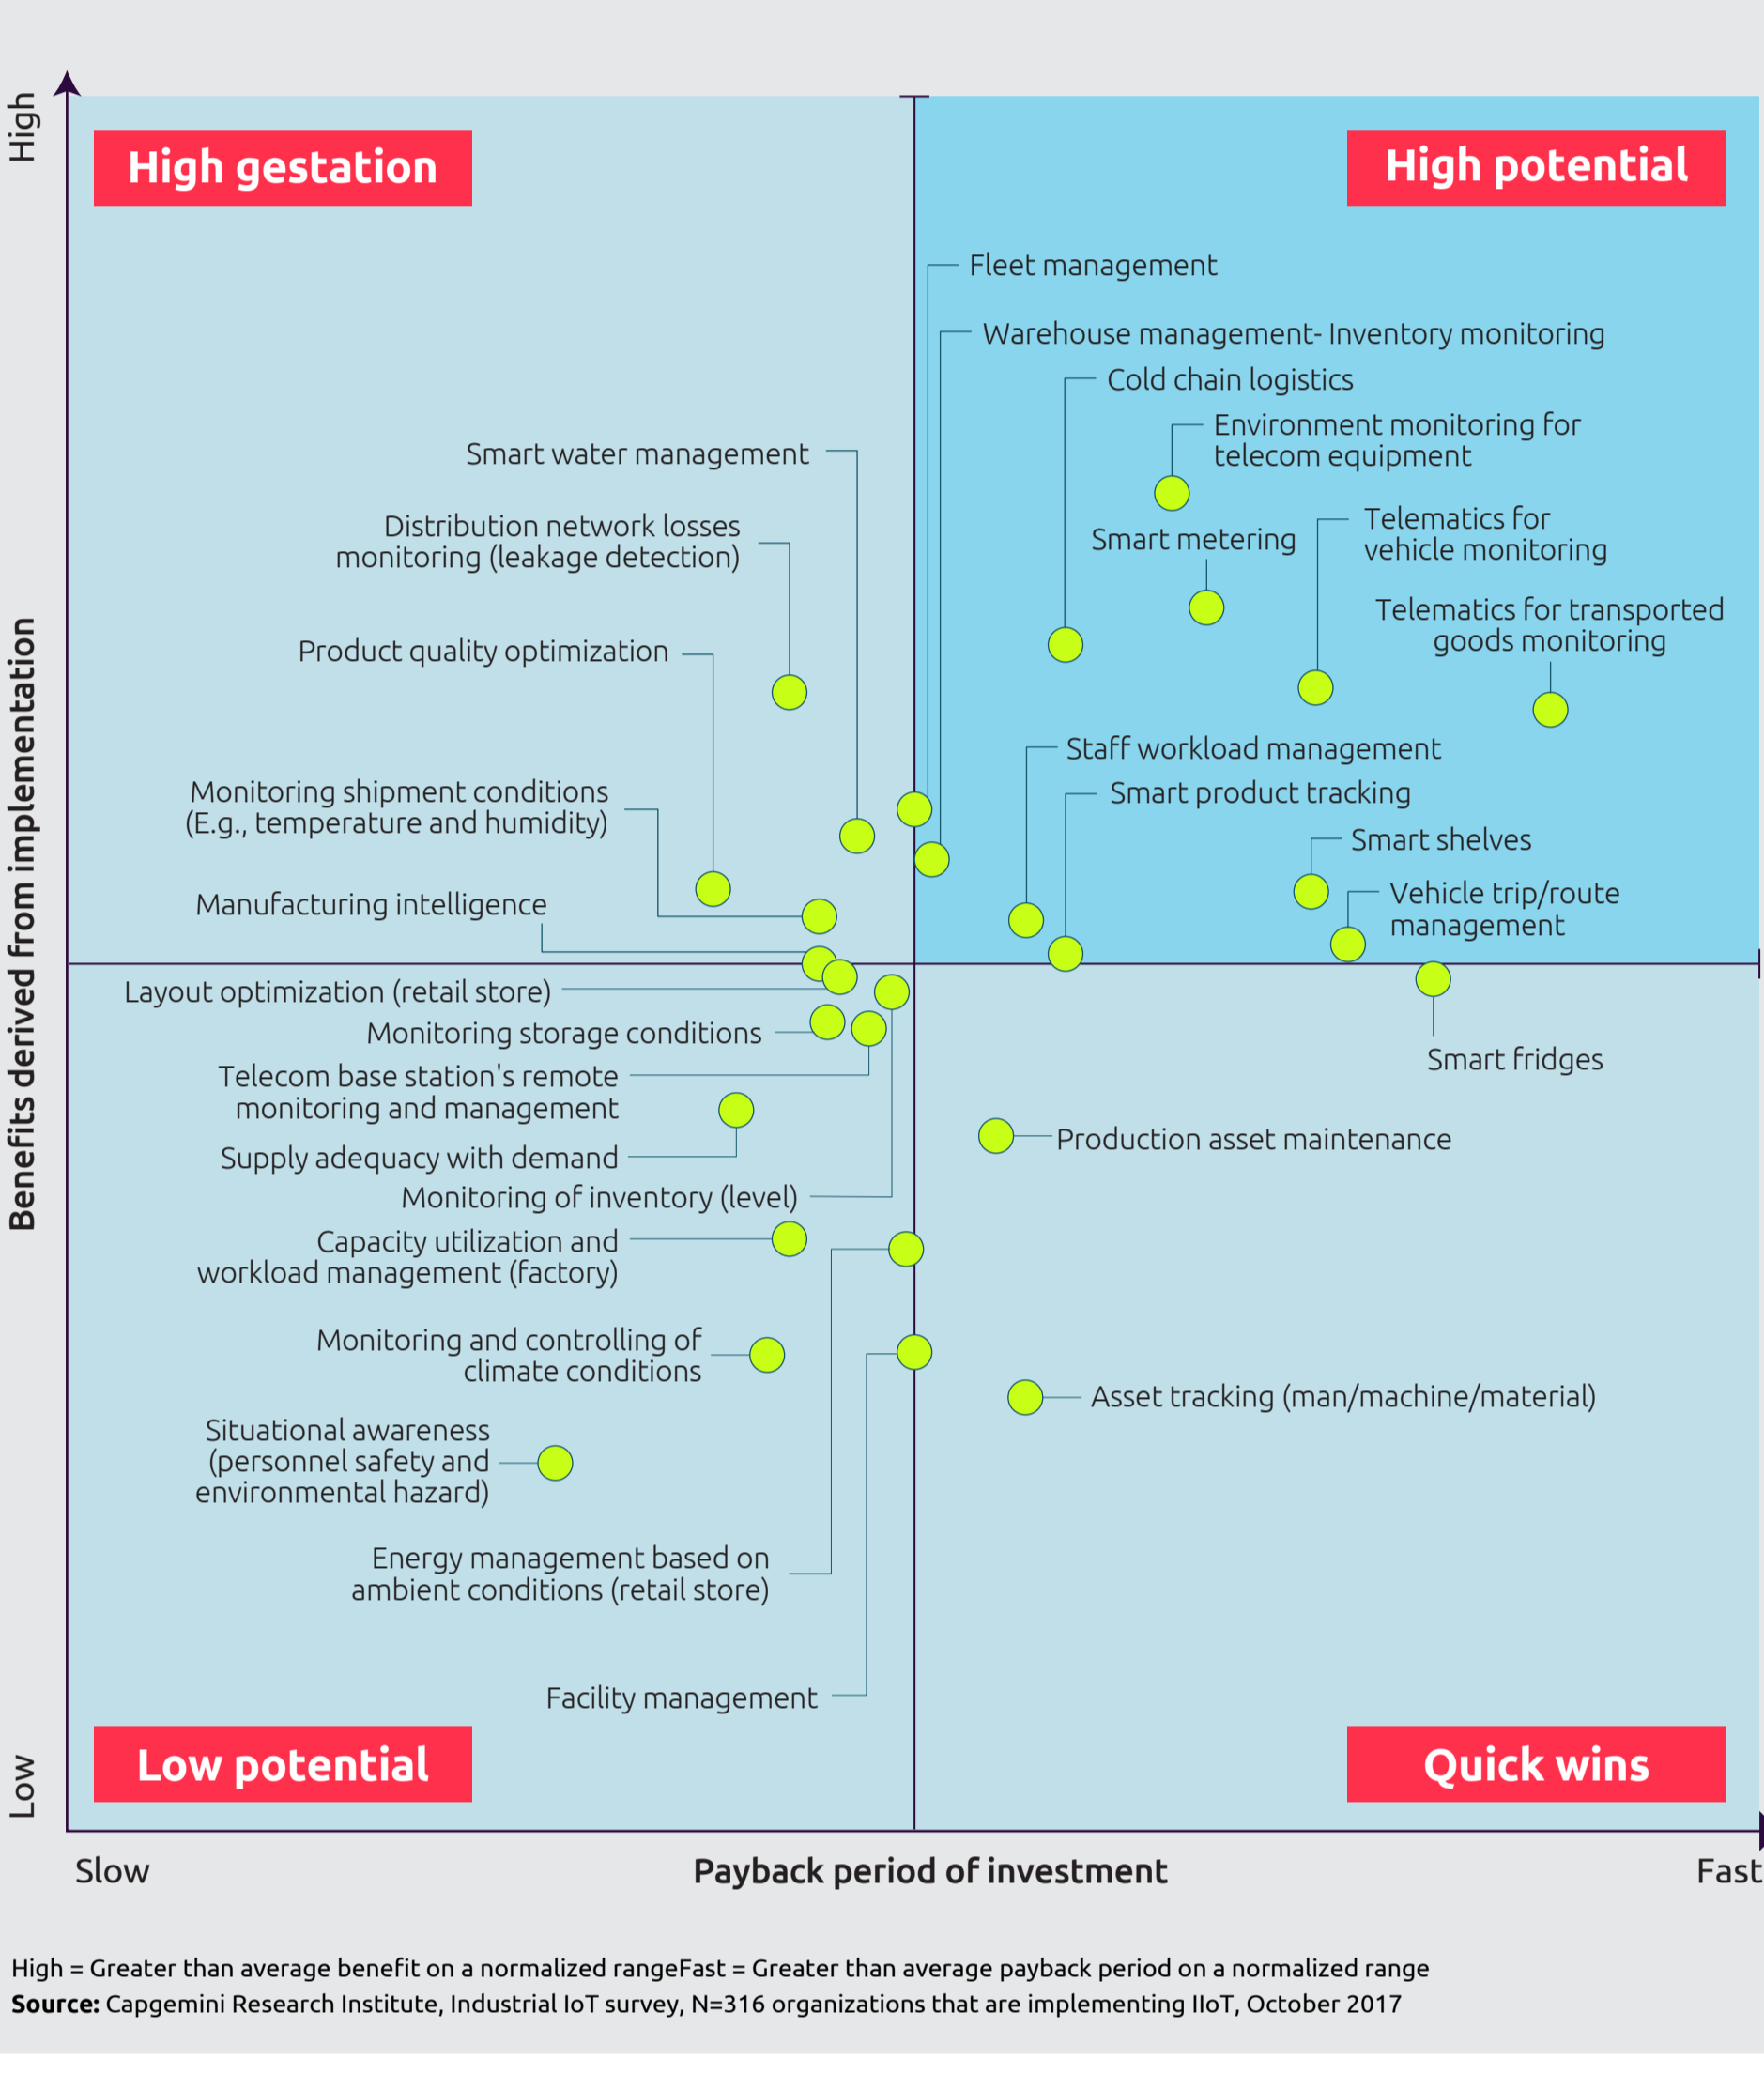 High
High gestation
High potential
Fleet management
Warehouse management- Inventory monitoring
Cold chain logistics
Environment monitoring for
telecom equipment
Smart water management
Telematics for
vehicle monitoring
Distribution network losses
monitoring (leakage detection)
Smart metering
Telematics for transported
goods monitoring
Product quality optimization
Staff workload management
Monitoring shipment conditions
(E.g., temperature and humidity)
Smart product tracking
Smart shelves
Manufacturing intelligence
Vehicle trip/route
management
Benefits derived from implementation
Layout optimization (retail store)
Monitoring storage conditions
Smart fridges
Telecom base station's remote
monitoring and management
Production asset maintenance
Supply adequacy with demand
Monitoring of inventory (level)
Capacity utilization and
workload management (factory)
Monitoring and controlling of
climate conditions
Asset tracking (man/machine/material)
Situational awareness
(personnel safety and
environmental hazard)
Energy management based on
ambient conditions (retail store)
Facility management
Low potential
Quick wins
Low
Slow
Payback period of investment
Fast
High = Greater than average benefit on a normalized rangeFast = Greater than average payback period on a normalized range
Source: Capgemini Research Institute, Industrial IoT survey, N=316 organizations that are implementing IIoT, October 2017